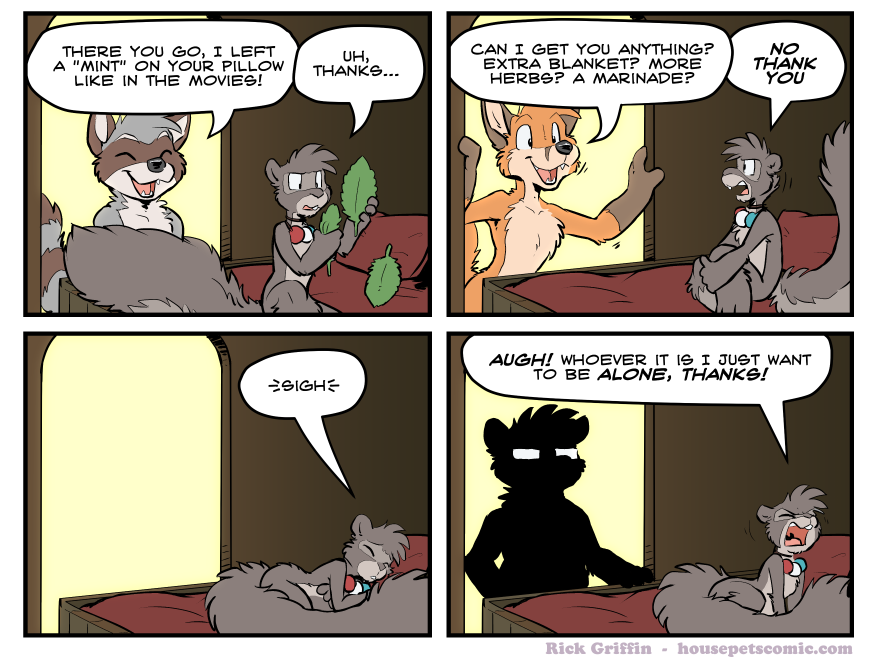 THERE YOU GO, I LEFT
A "MINT" ON YOUR PILLOW
LIKE IN THE MOVIES!
UH,
THANKS...
CAN I GET YOU ANYTHING?
EXTRA BLANKET? MORE
HERBS? A MARINADE?
NO
THANK
YOU
SIGH
AUGH! WHOEVER IT IS I JUST WANT
TO BE ALONE, THANKS!
Rick Griffin - housepetscomic.com